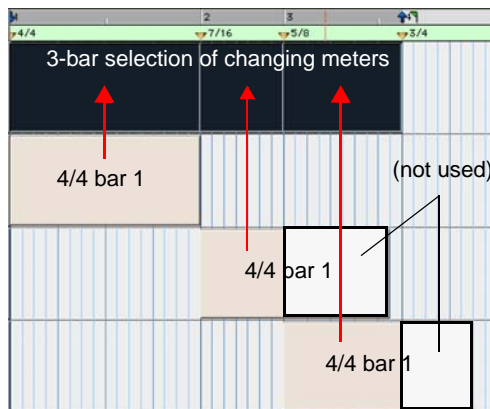 2 3
4/4 7/16 5/8 3/4
3-bar selection of changing meters
4/4 bar 1
(not used)
4/4 bar 1
4/4 bar 1